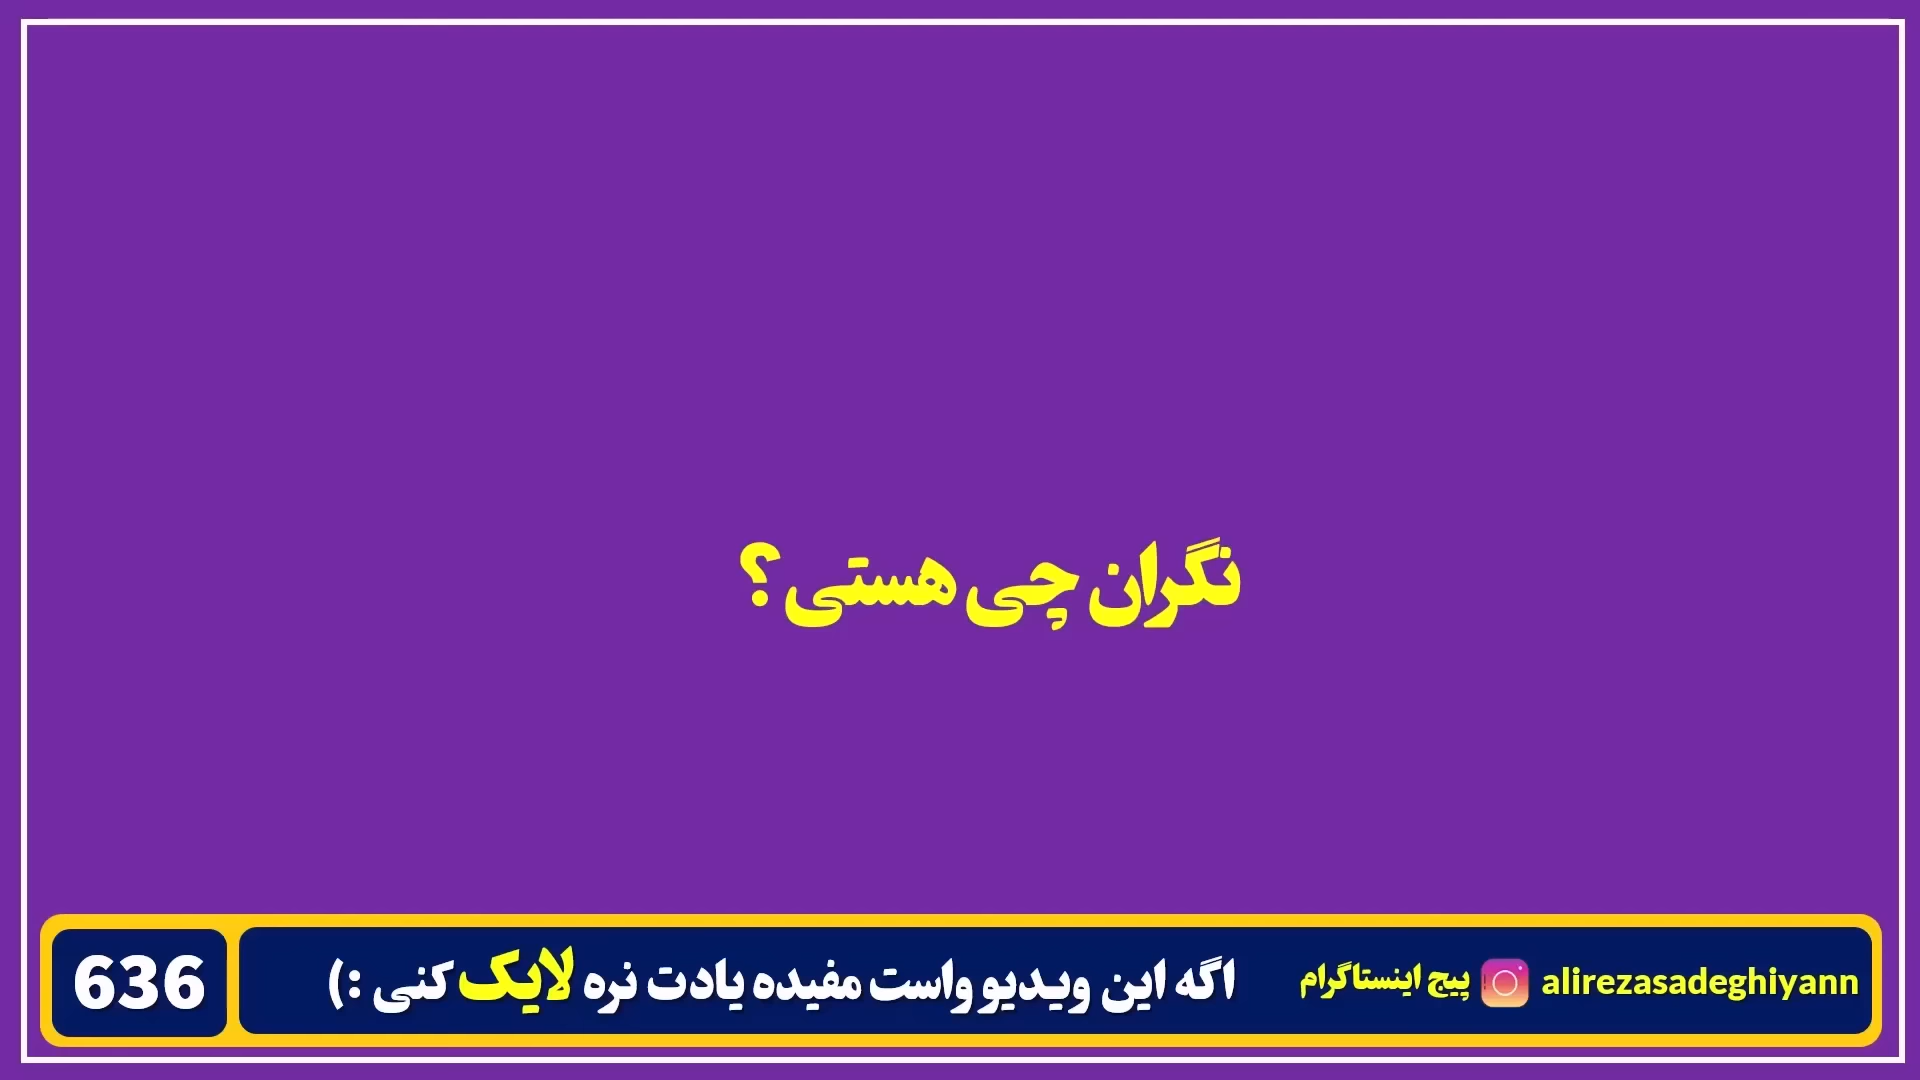 نگران چی هستی ؟
636
اگه این ویدیو واست مفیده یادت نره لایک کنی :)
پیج اینستاگرام alirezasadeghiyann